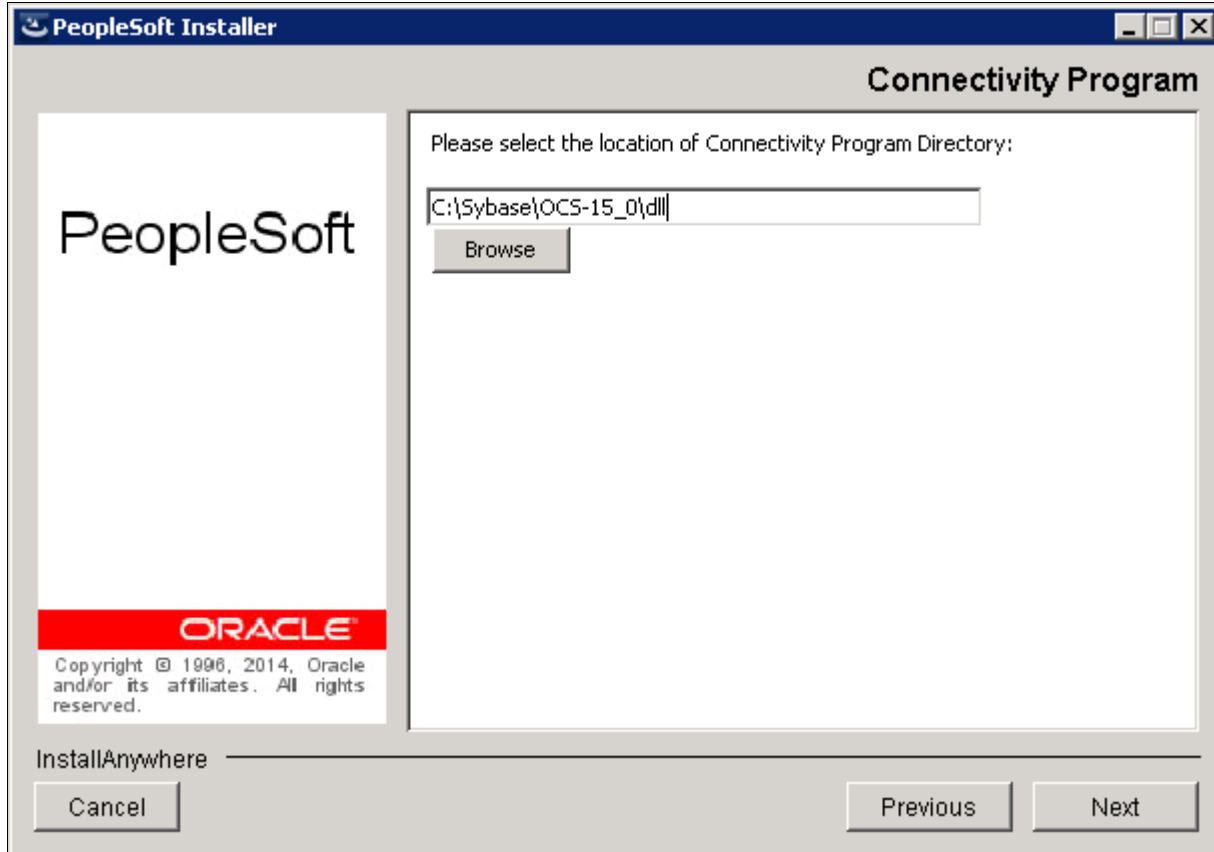 PeopleSoft Installer
Connectivity Program
Please select the location of Connectivity Program Directory:
C:\Sybase\OCS-15_0\dll
Browse
PeopleSoft
ORACLE
Copyright © 1996, 2014, Oracle
and/or its affiliates. All rights
reserved.
InstallAnywhere
Cancel
Previous
Next